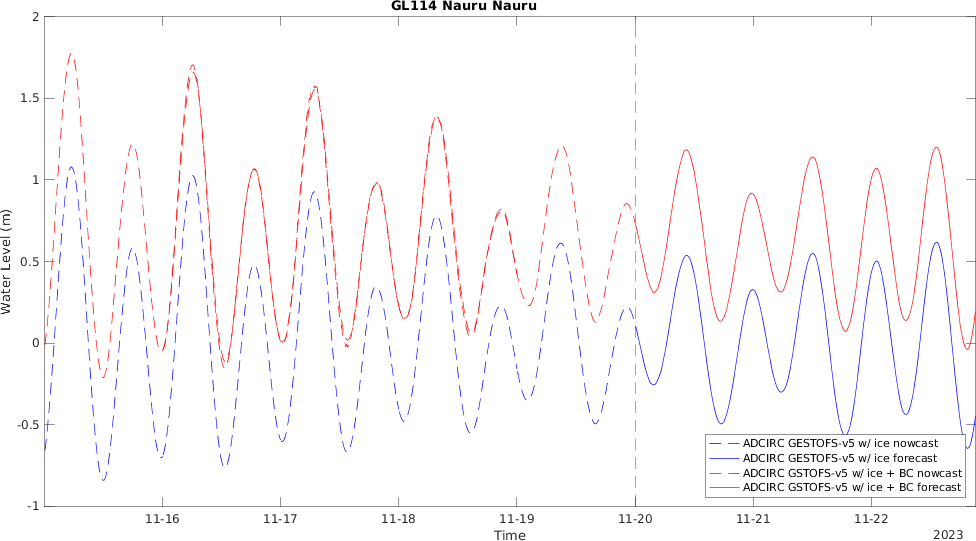 GL114 Nauru Nauru
2
1.5
1
0.5
0
-0.5
-1
Water Level (m)
ADCIRC GESTOFS-v5 w/ ice nowcast
ADCIRC GESTOFS-v5 w/ ice forecast
ADCIRC GSTOFS-v5 w/ ice + BC nowcast
ADCIRC GSTOFS-v5 w/ ice + BC forecast
11-16 11-17 11-18 11-19 11-20 11-21 11-22
Time
2023